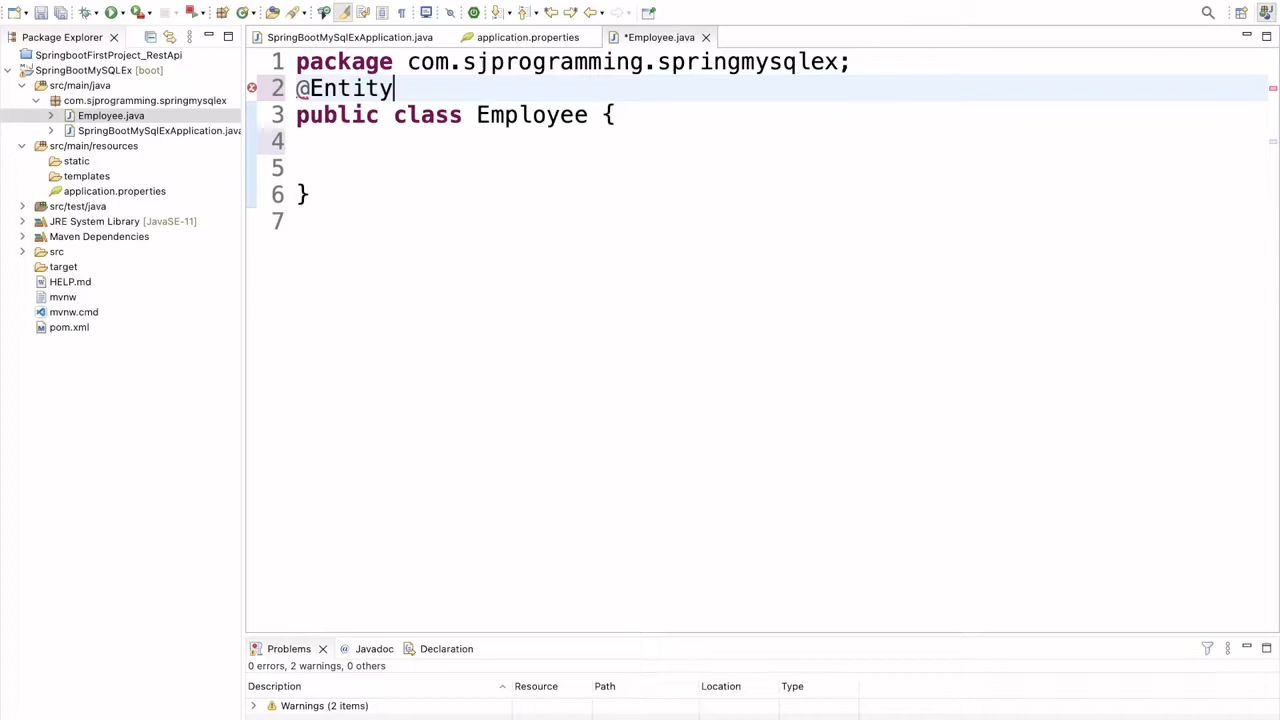 Package Explorer
SpringbootFirstProject_RestApi
SpringBootMySQLEx [boot]
src/main/java
com.sjprogramming.springmysqlex
Employee.java
SpringBootMySqlExApplication.java
src/main/resources
static
templates
application.properties
src/test/java
JRE System Library [JavaSE-11]
Maven Dependencies
src
target
HELP.md
mvnw
mvnw.cmd
pom.xml
SpringBootMySqlExApplication.java
application.properties
*Employee.java
1 package com.sjprogramming.springmysqlex;
2 @Entity
3 public class Employee {
4
5
6 }
7
Problems
@ Javadoc
Declaration
0 errors, 2 warnings, 0 others
Description Resource Path Location Type
Warnings (2 items)